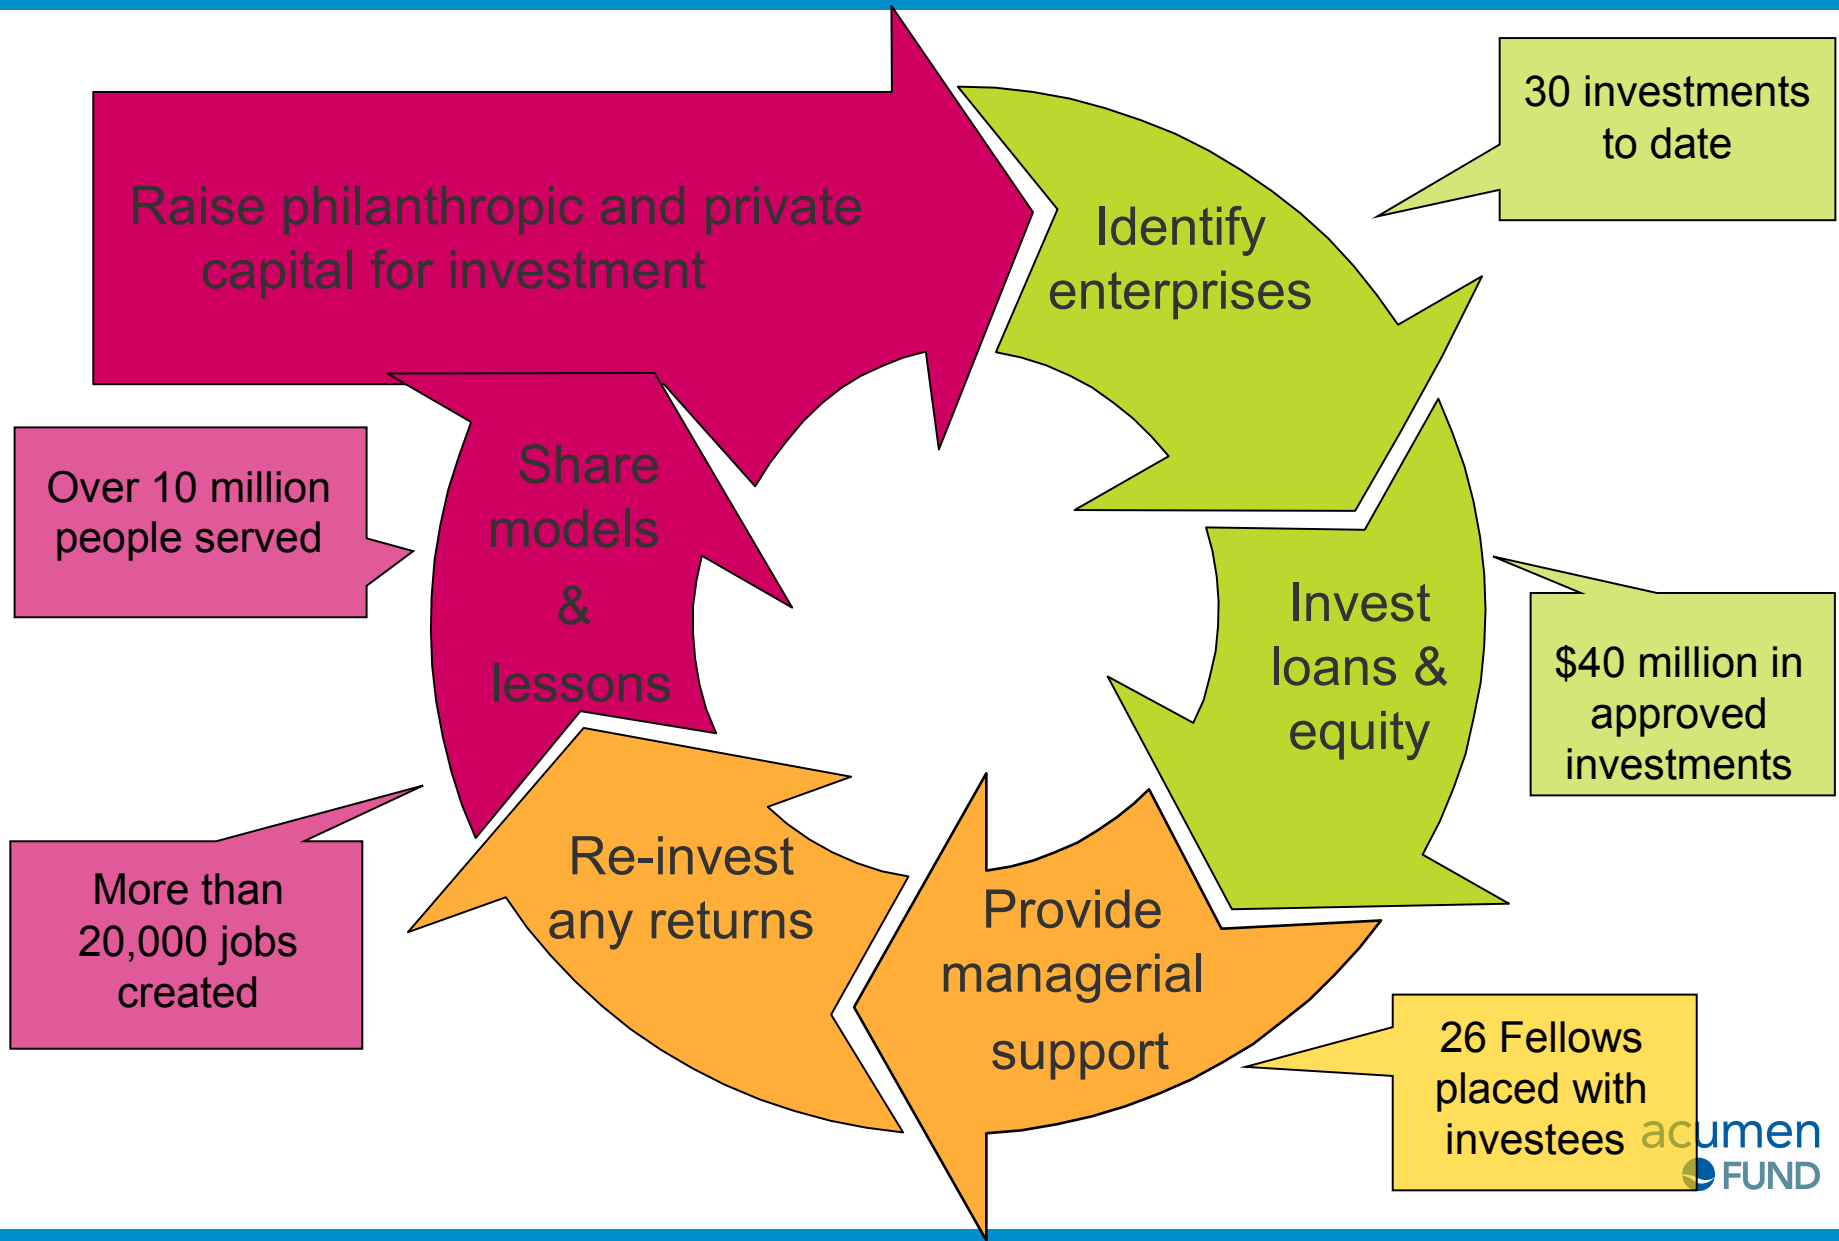 Raise philanthropic and private
capital for investment
Identify
enterprises
30 investments
to date
Invest
loans &
equity
$40 million in
approved
investments
Provide
managerial
support
26 Fellows
placed with
investees
Re-invest
any returns
Share
models
&
lessons
Over 10 million
people served
More than
20,000 jobs
created
acumen
FUND